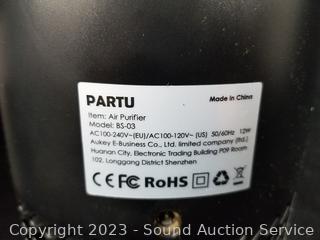 PARTU
Made in China
Item: Air Purifier
Model: BS-03
AC100-240V~(EU)/AC100-120V~ (US) 50/60Hz 12W
Aukey E-Business Co., Ltd. limited company (ltd.)
Huanan City, Electronic Trading Building P09 Room
102, Longgang District Shenzhen
CE FC RoHS
Copyright 2023 - Sound Auction Service